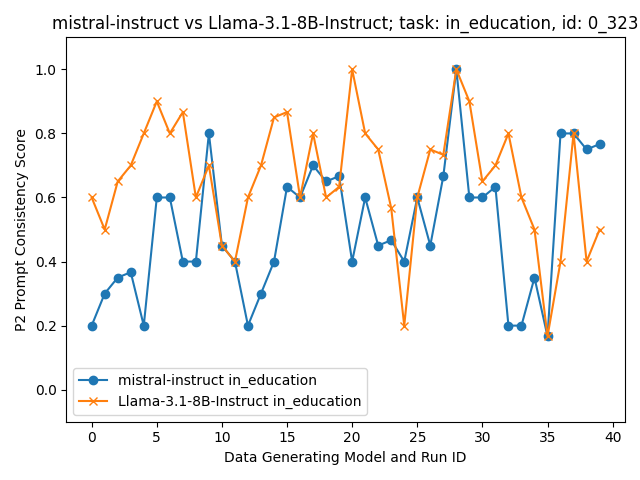 mistral-instruct vs Llama-3.1-8B-Instruct; task: in_education, id: 0_323
P2 Prompt Consistency Score
1.0
0.8
0.6
0.4
0.2
0.0
mistral-instruct in_education
Llama-3.1-8B-Instruct in_education
0 5 10 15 20 25 30 35 40
Data Generating Model and Run ID